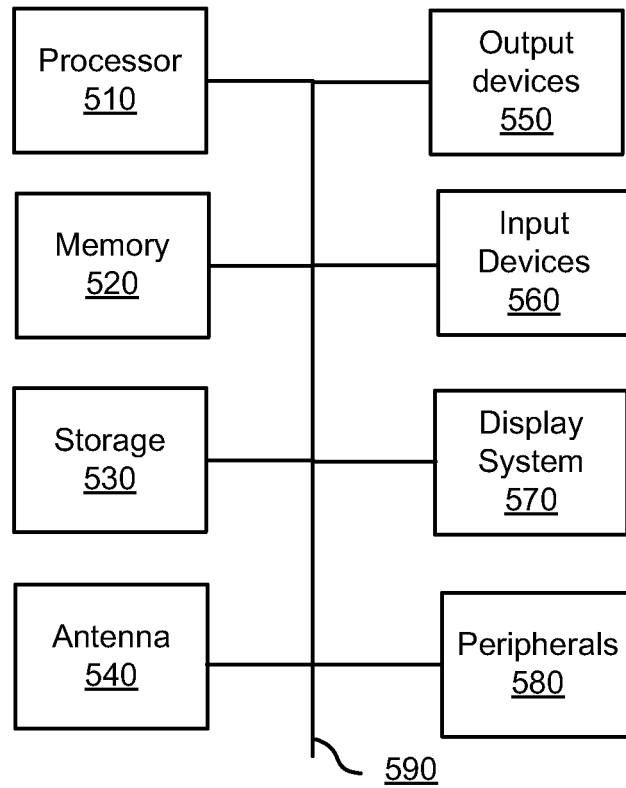 Processor
510
Output
devices
550
Memory
520
Input
Devices
560
Storage
530
Display
System
570
Antenna
540
Peripherals
580
590